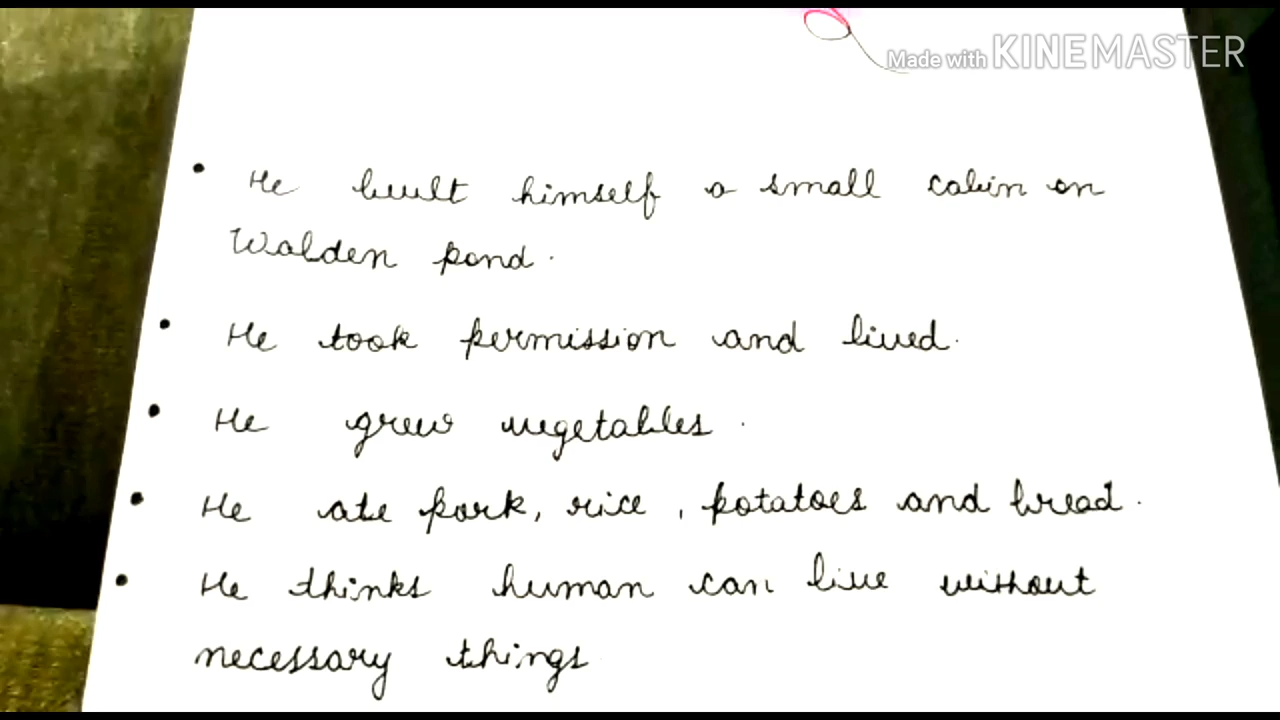 Made with KINEMASTER
• He built himself a small cabin on
Walden pond.
• He took permission and lived.
• He grew vegetables.
• He ate pork, rice, potatoes and bread.
• He thinks human can live without
necessary things